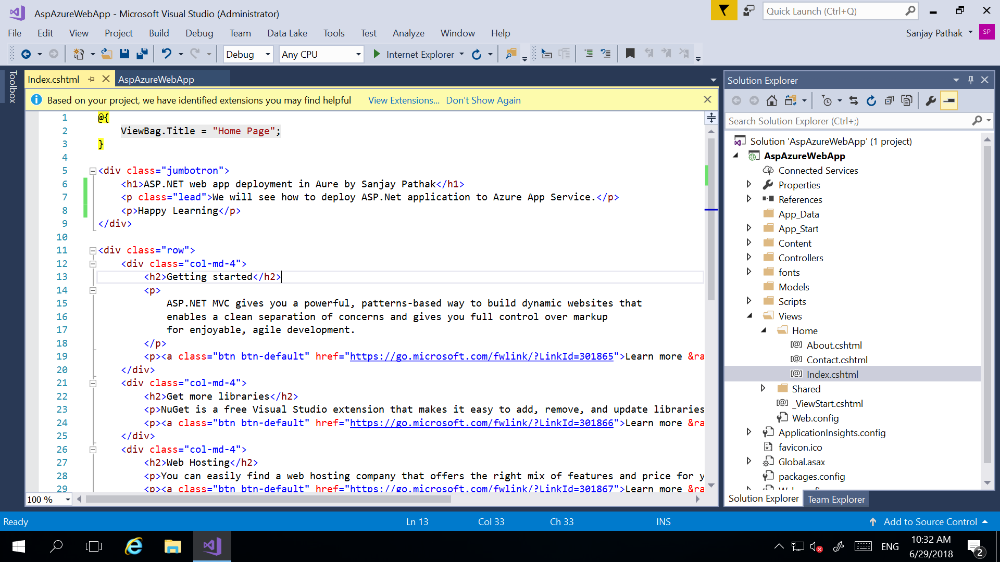 AspAzureWebApp - Microsoft Visual Studio (Administrator)
Quick Launch (Ctrl+Q)
File Edit View Project Build Debug Team Data Lake Tools Test Analyze Window Help
Sanjay Pathak SP
Debug Any CPU Internet Explorer
Toolbox
Index.cshtml AspAzureWebApp
Based on your project, we have identified extensions you may find helpful View Extensions... Don't Show Again
1 @{
2 ViewBag.Title = "Home Page";
3 }
4
5 <div class="jumbotron">
6 <h1>ASP.NET web app deployment in Aure by Sanjay Pathak</h1>
7 <p class="lead">We will see how to deploy ASP.Net application to Azure App Service.</p>
8 <p>Happy Learning</p>
9 </div>
10
11 <div class="row">
12 <div class="col-md-4">
13 <h2>Getting started</h2>
14 <p>
15 ASP.NET MVC gives you a powerful, patterns-based way to build dynamic websites that
16 enables a clean separation of concerns and gives you full control over markup
17 for enjoyable, agile development.
18 </p>
19 <p><a class="btn btn-default" href="https://go.microsoft.com/fwlink/?LinkId=301865">Learn more &ra
20 </div>
21 <div class="col-md-4">
22 <h2>Get more libraries</h2>
23 <p>NuGet is a free Visual Studio extension that makes it easy to add, remove, and update libraries
24 <p><a class="btn btn-default" href="https://go.microsoft.com/fwlink/?LinkId=301866">Learn more &ra
25 </div>
26 <div class="col-md-4">
27 <h2>Web Hosting</h2>
28 <p>You can easily find a web hosting company that offers the right mix of features and price for y
29 <p><a class="btn btn-default" href="https://go.microsoft.com/fwlink/?LinkId=301867">Learn more &ra
100 %
Solution Explorer
Search Solution Explorer (Ctrl+;)
Solution 'AspAzureWebApp' (1 project)
AspAzureWebApp
Connected Services
Properties
References
App_Data
App_Start
Content
Controllers
fonts
Models
Scripts
Views
Home
[@] About.cshtml
[@] Contact.cshtml
[@] Index.cshtml
Shared
[@] _ViewStart.cshtml
Web.config
ApplicationInsights.config
favicon.ico
Global.asax
packages.config
Solution Explorer Team Explorer
Ready Ln 13 Col 33 Ch 33 INS Add to Source Control
ENG
10:32 AM
6/29/2018
2